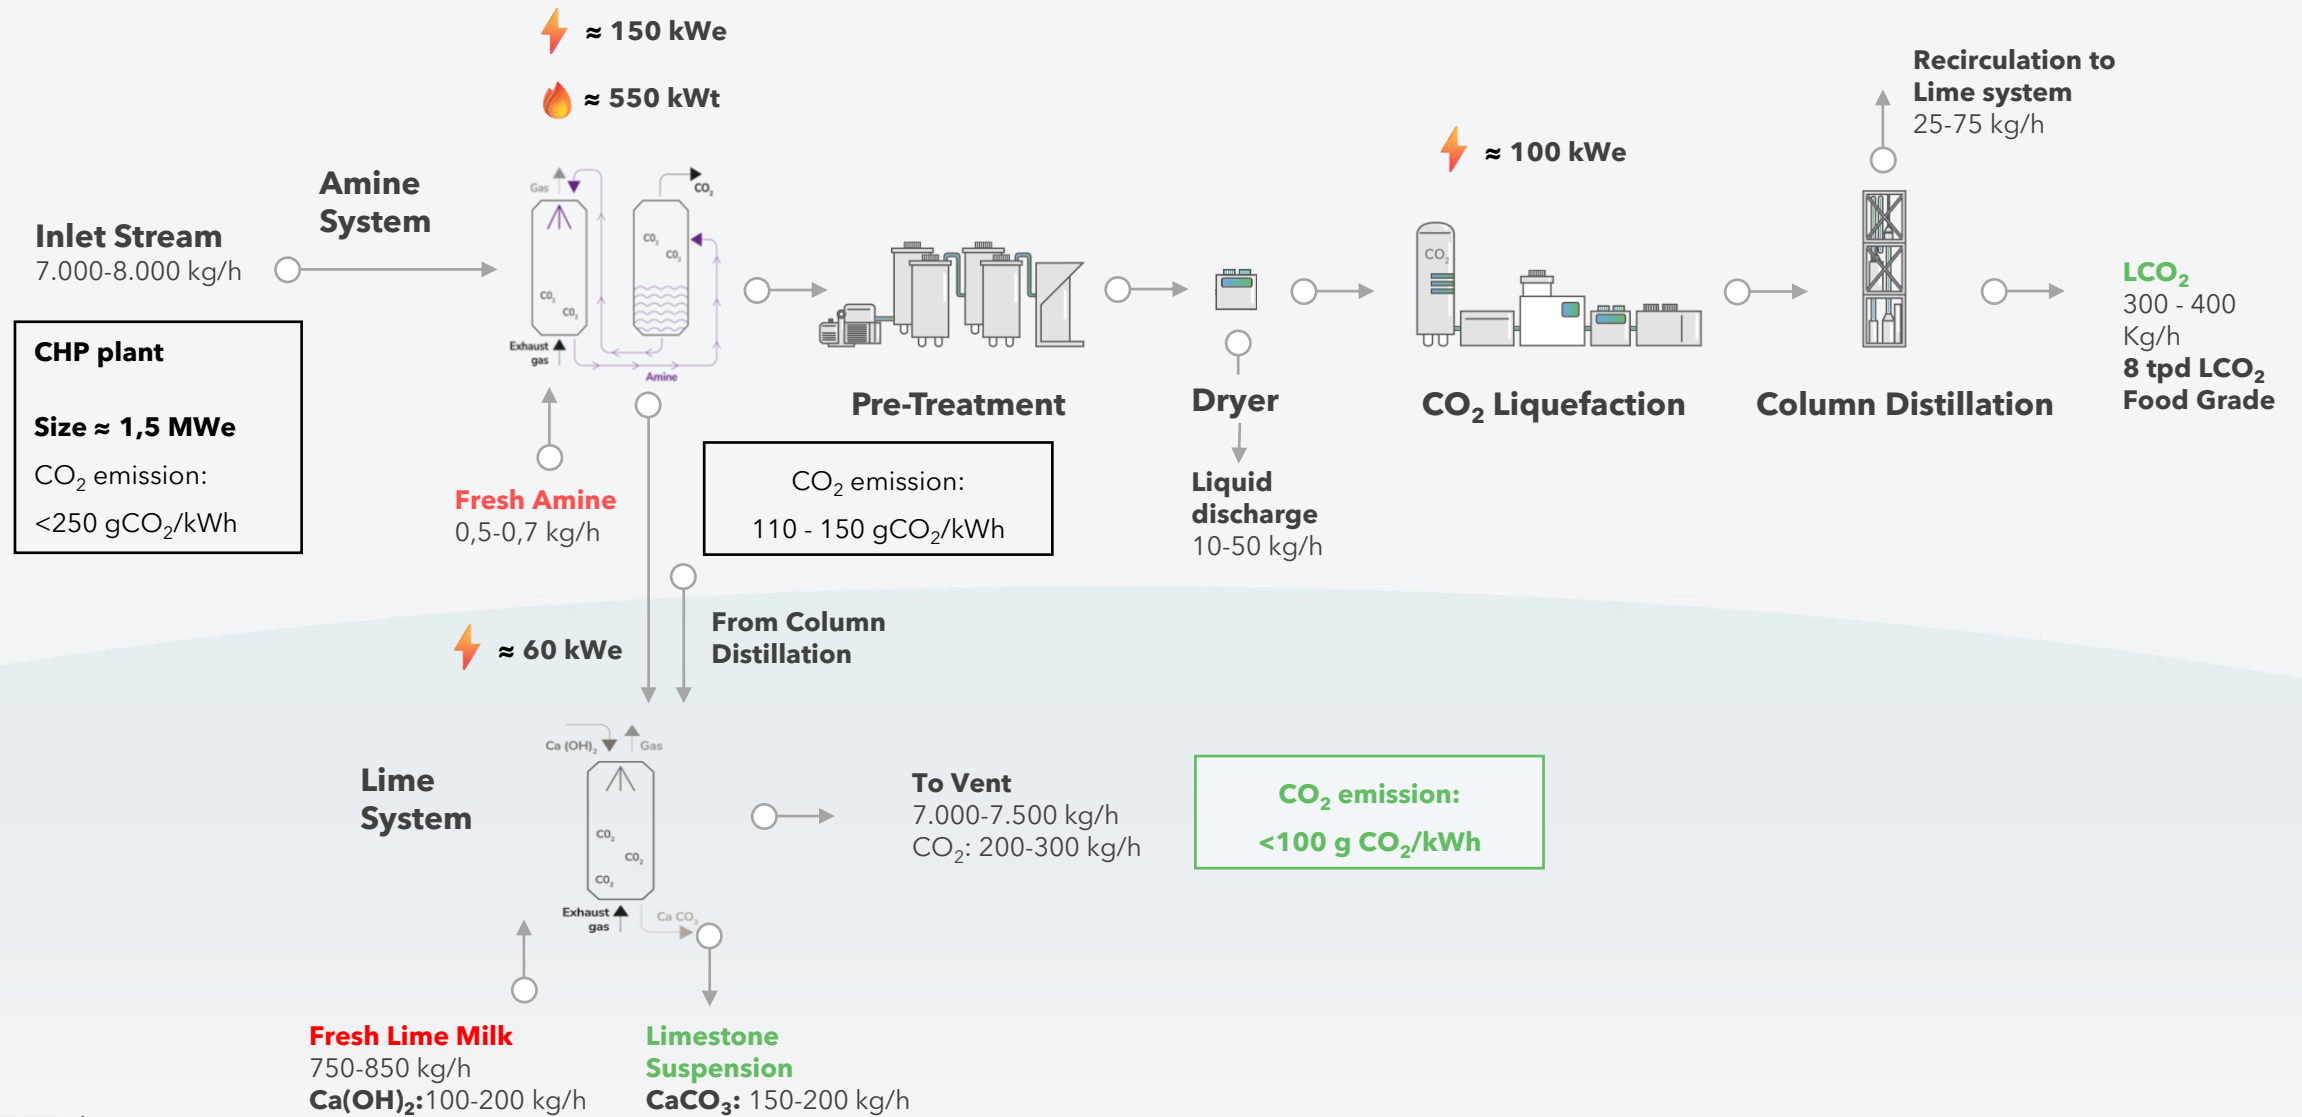 ≈ 150 kWe
≈ 550 kWt
Recirculation to
Lime system
25-75 kg/h
≈ 100 kWe
Amine
System
Inlet Stream
7.000-8.000 kg/h
Gas
CO₂
CO₂
CO₂
CO₂
CO₂
Exhaust
gas
Amine
CO₂
LCO₂
300 - 400
Kg/h
8 tpd LCO₂
Food Grade
CHP plant
Size ≈ 1,5 MWe
CO₂ emission:
<250 gCO₂/kWh
Pre-Treatment
Dryer
CO₂ Liquefaction
Column Distillation
Fresh Amine
0,5-0,7 kg/h
CO₂ emission:
110 - 150 gCO₂/kWh
Liquid
discharge
10-50 kg/h
From Column
Distillation
≈ 60 kWe
Ca (OH)₂
Gas
Lime
System
CO₂
CO₂
CO₂
Exhaust
gas
Ca CO₃
To Vent
7.000-7.500 kg/h
CO₂: 200-300 kg/h
CO₂ emission:
<100 g CO₂/kWh
Fresh Lime Milk
750-850 kg/h
Ca(OH)₂:100-200 kg/h
Limestone
Suspension
CaCO₃: 150-200 kg/h